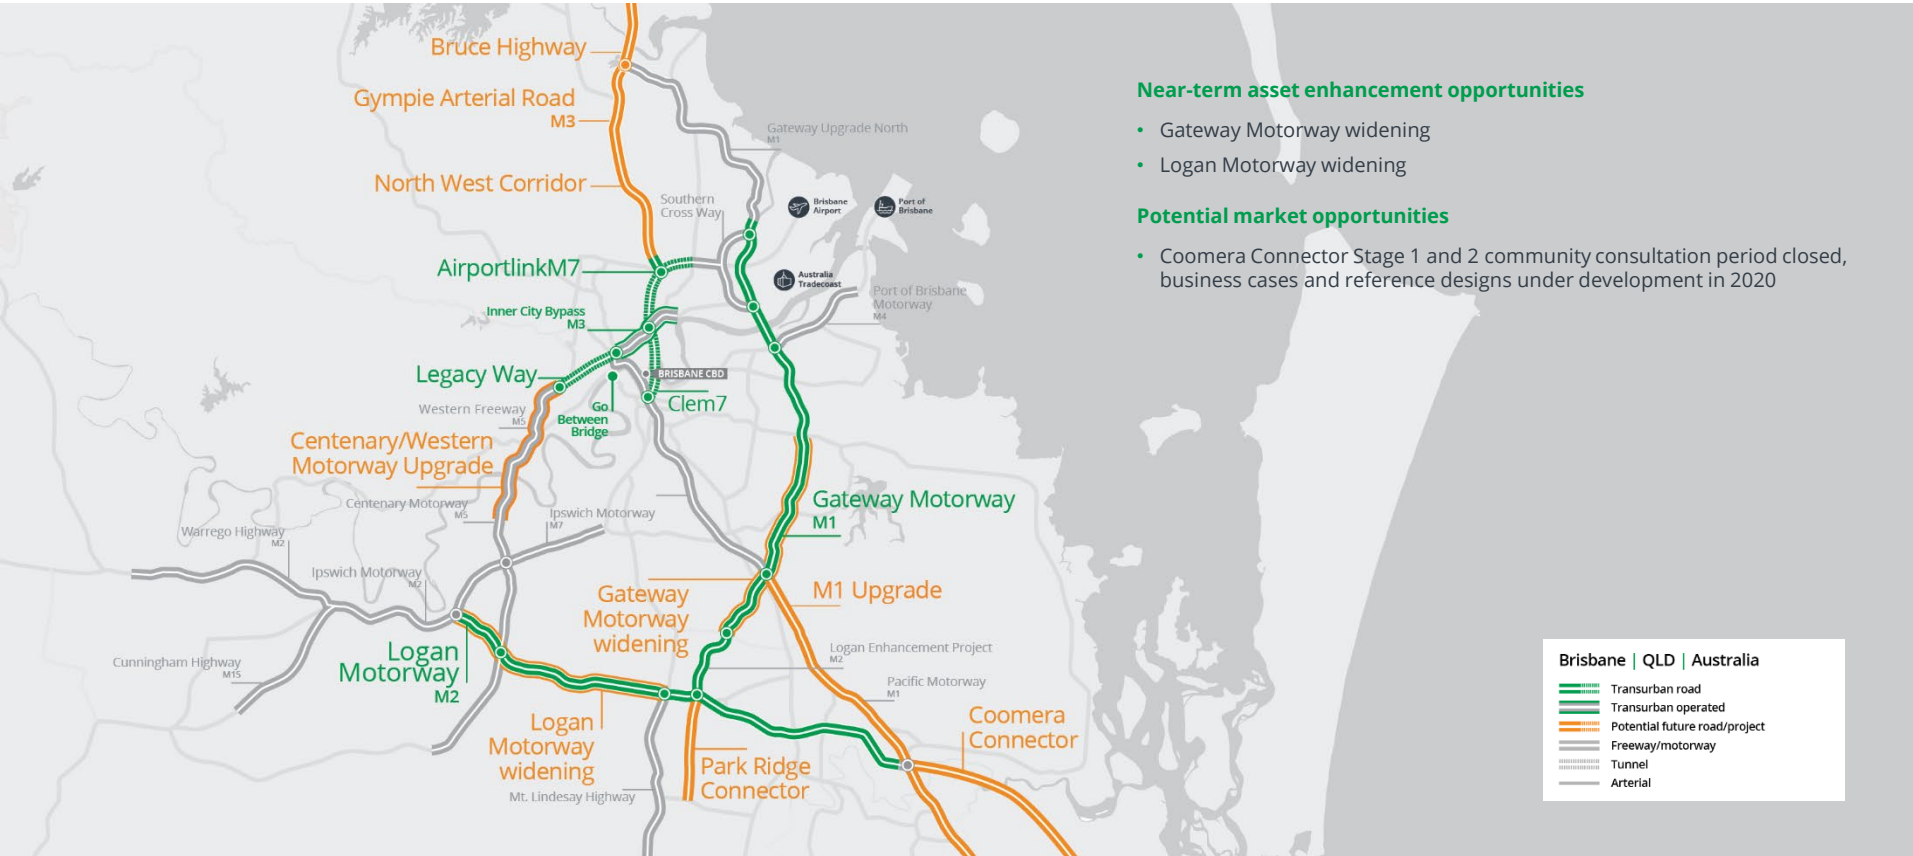 Bruce Highway
Gympie Arterial Road
M3
Gateway Upgrade North
M1
North West Corridor
Southern
Cross Way
Brisbane
Airport
Port of
Brisbane
AirportlinkM7
Australia
Tradecoast
Port of Brisbane
Motorway
M4
Inner City Bypass
M3
Legacy Way
BRISBANE CBD
Western Freeway
M5
Go
Between
Bridge
Clem7
Centenary/Western
Motorway Upgrade
Centenary Motorway
M5
Ipswich Motorway
M7
Gateway Motorway
M1
Warrego Highway
M2
Ipswich Motorway
M2
Gateway
Motorway
widening
M1 Upgrade
Logan Enhancement Project
M2
Cunningham Highway
M15
Logan
Motorway
M2
Pacific Motorway
M1
Logan
Motorway
widening
Coomera
Connector
Park Ridge
Connector
Mt. Lindesay Highway
Near-term asset enhancement opportunities
• Gateway Motorway widening
• Logan Motorway widening
Potential market opportunities
• Coomera Connector Stage 1 and 2 community consultation period closed,
business cases and reference designs under development in 2020
Brisbane | QLD | Australia
Transurban road
Transurban operated
Potential future road/project
Freeway/motorway
Tunnel
Arterial